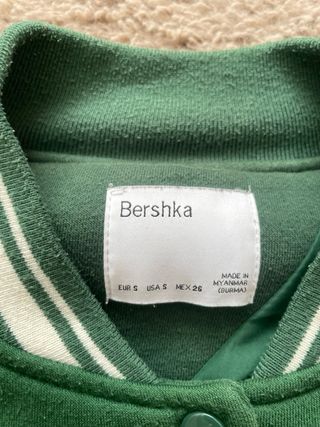 Bershka
EUR S USA S MEX 26
MADE IN
MYANMAR
(BURMA)